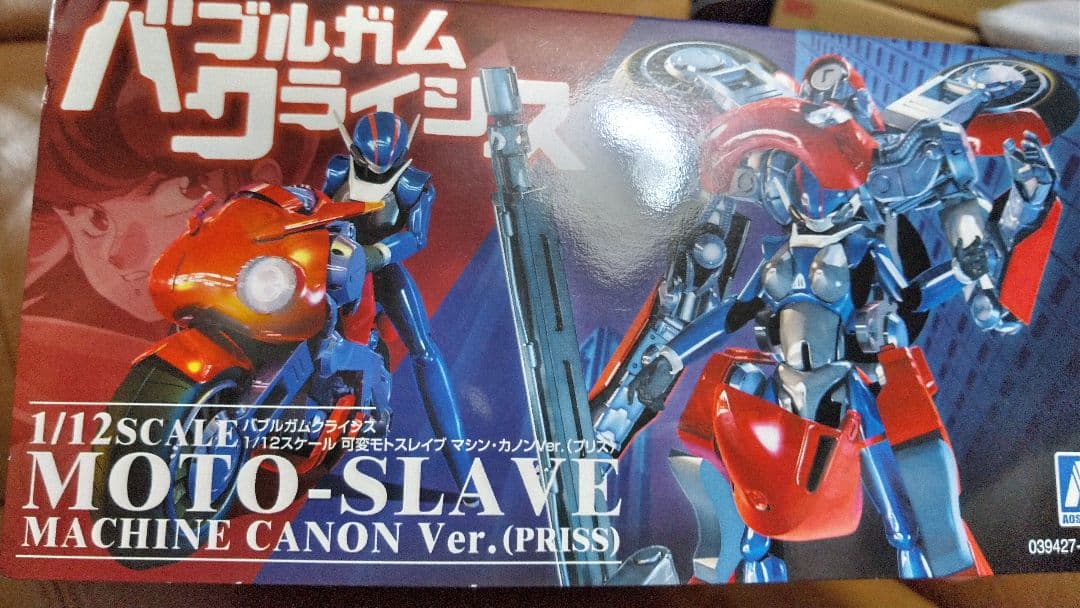 バブルガム
クライシス
1/12SCALE
バブルガムクライシス
1/12スケール 可変モトスレイブ マシン・カノンVer.(プリス)
MOTO-SLAVE
MACHINE CANON Ver.(PRISS)
039427-